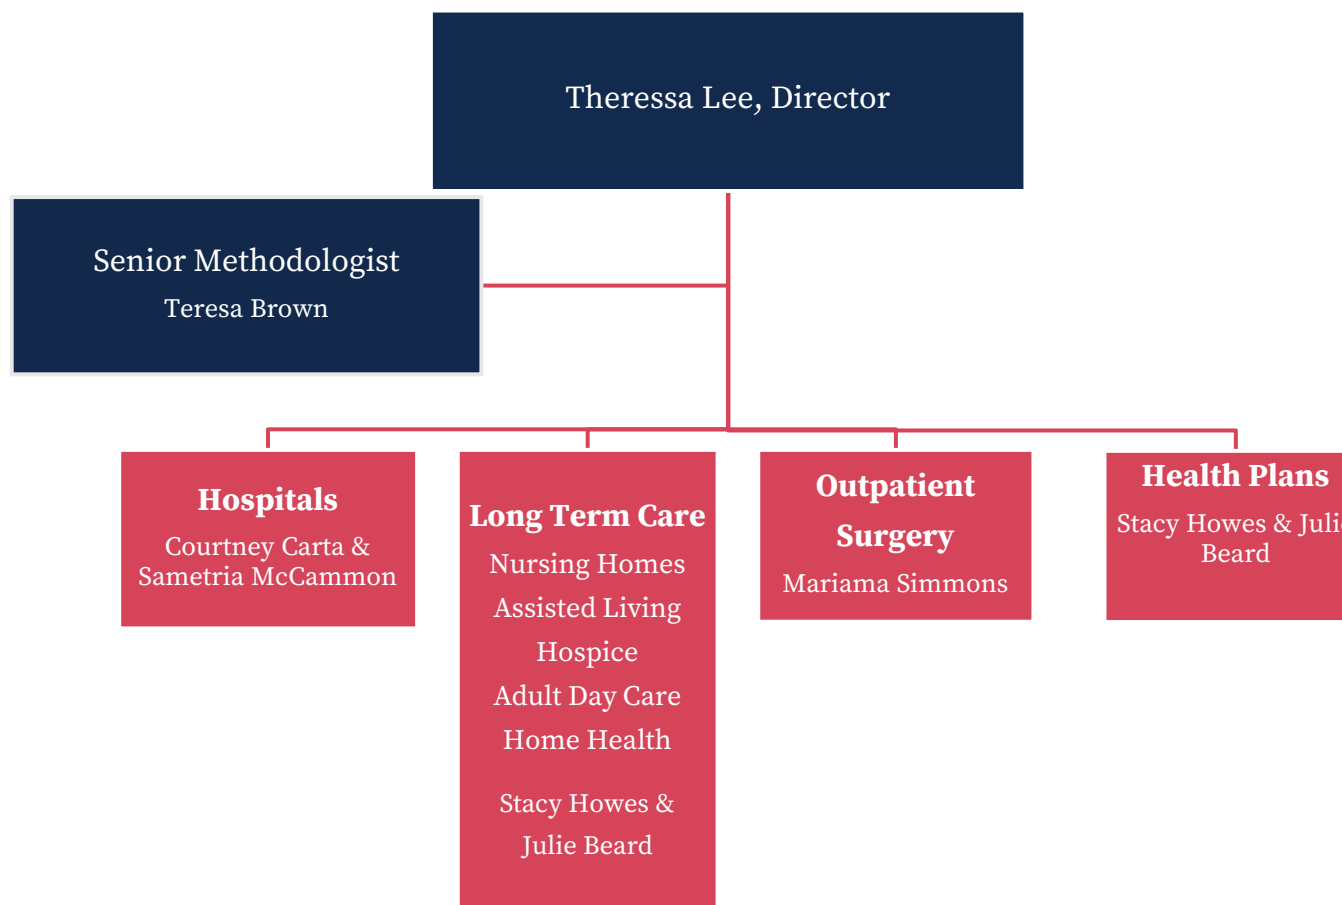 Theressa Lee, Director
Senior Methodologist
Teresa Brown
Hospitals
Courtney Carta &
Sametria McCammon
Long Term Care
Nursing Homes
Assisted Living
Hospice
Adult Day Care
Home Health
Stacy Howes &
Julie Beard
Outpatient
Surgery
Mariama Simmons
Health Plans
Stacy Howes & Julie
Beard